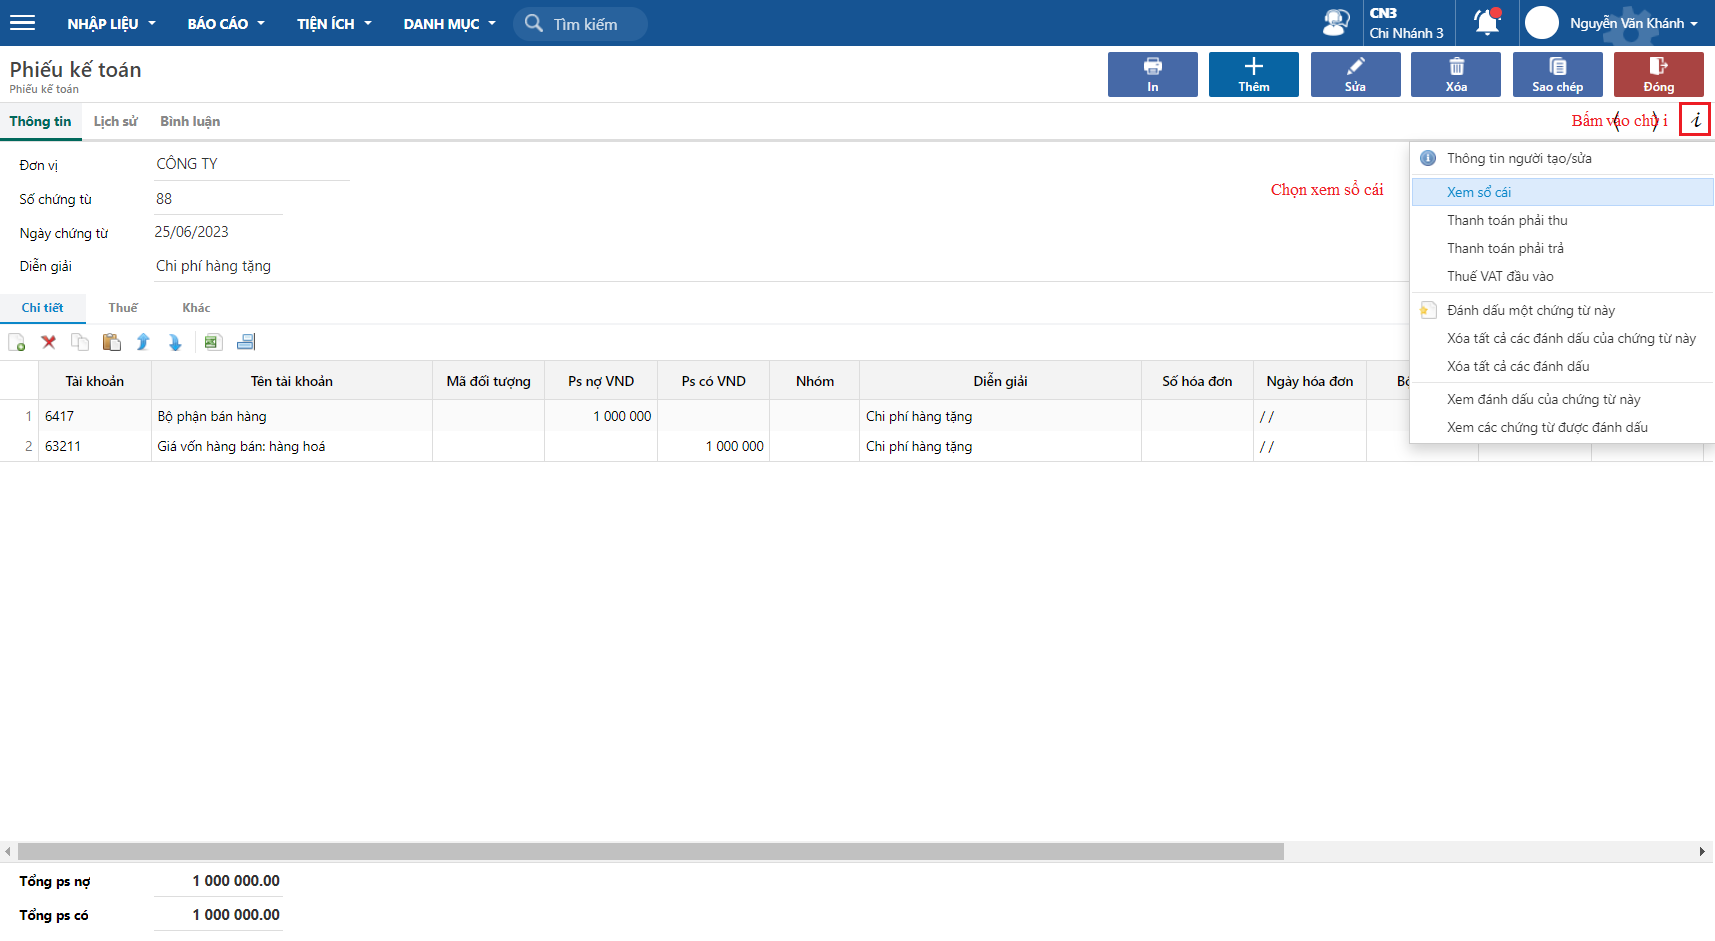 NHẬP LIỆU BÁO CÁO TIỆN ÍCH DANH MỤC Tìm kiếm CN3 Chi Nhánh 3 Nguyễn Văn Khánh
Phiếu kế toán
Phiếu kế toán
In Thêm Sửa Xóa Sao chép Đóng
Thông tin Lịch sử Bình luận Bấm vào chữ i i
Đơn vị CÔNG TY
Số chứng từ 88
Ngày chứng từ 25/06/2023
Diễn giải Chi phí hàng tặng
Chọn xem sổ cái
Thông tin người tạo/sửa
Xem sổ cái
Thanh toán phải thu
Thanh toán phải trả
Thuế VAT đầu vào
Đánh dấu một chứng từ này
Xóa tất cả các đánh dấu của chứng từ này
Xóa tất cả các đánh dấu
Xem đánh dấu của chứng từ này
Xem các chứng từ được đánh dấu
Chi tiết Thuế Khác
Tài khoản Tên tài khoản Mã đối tượng Ps nợ VND Ps có VND Nhóm Diễn giải Số hóa đơn Ngày hóa đơn
1 6417 Bộ phận bán hàng 1 000 000 Chi phí hàng tặng / /
2 63211 Giá vốn hàng bán: hàng hoá 1 000 000 Chi phí hàng tặng / /
Tổng ps nợ 1 000 000.00
Tổng ps có 1 000 000.00